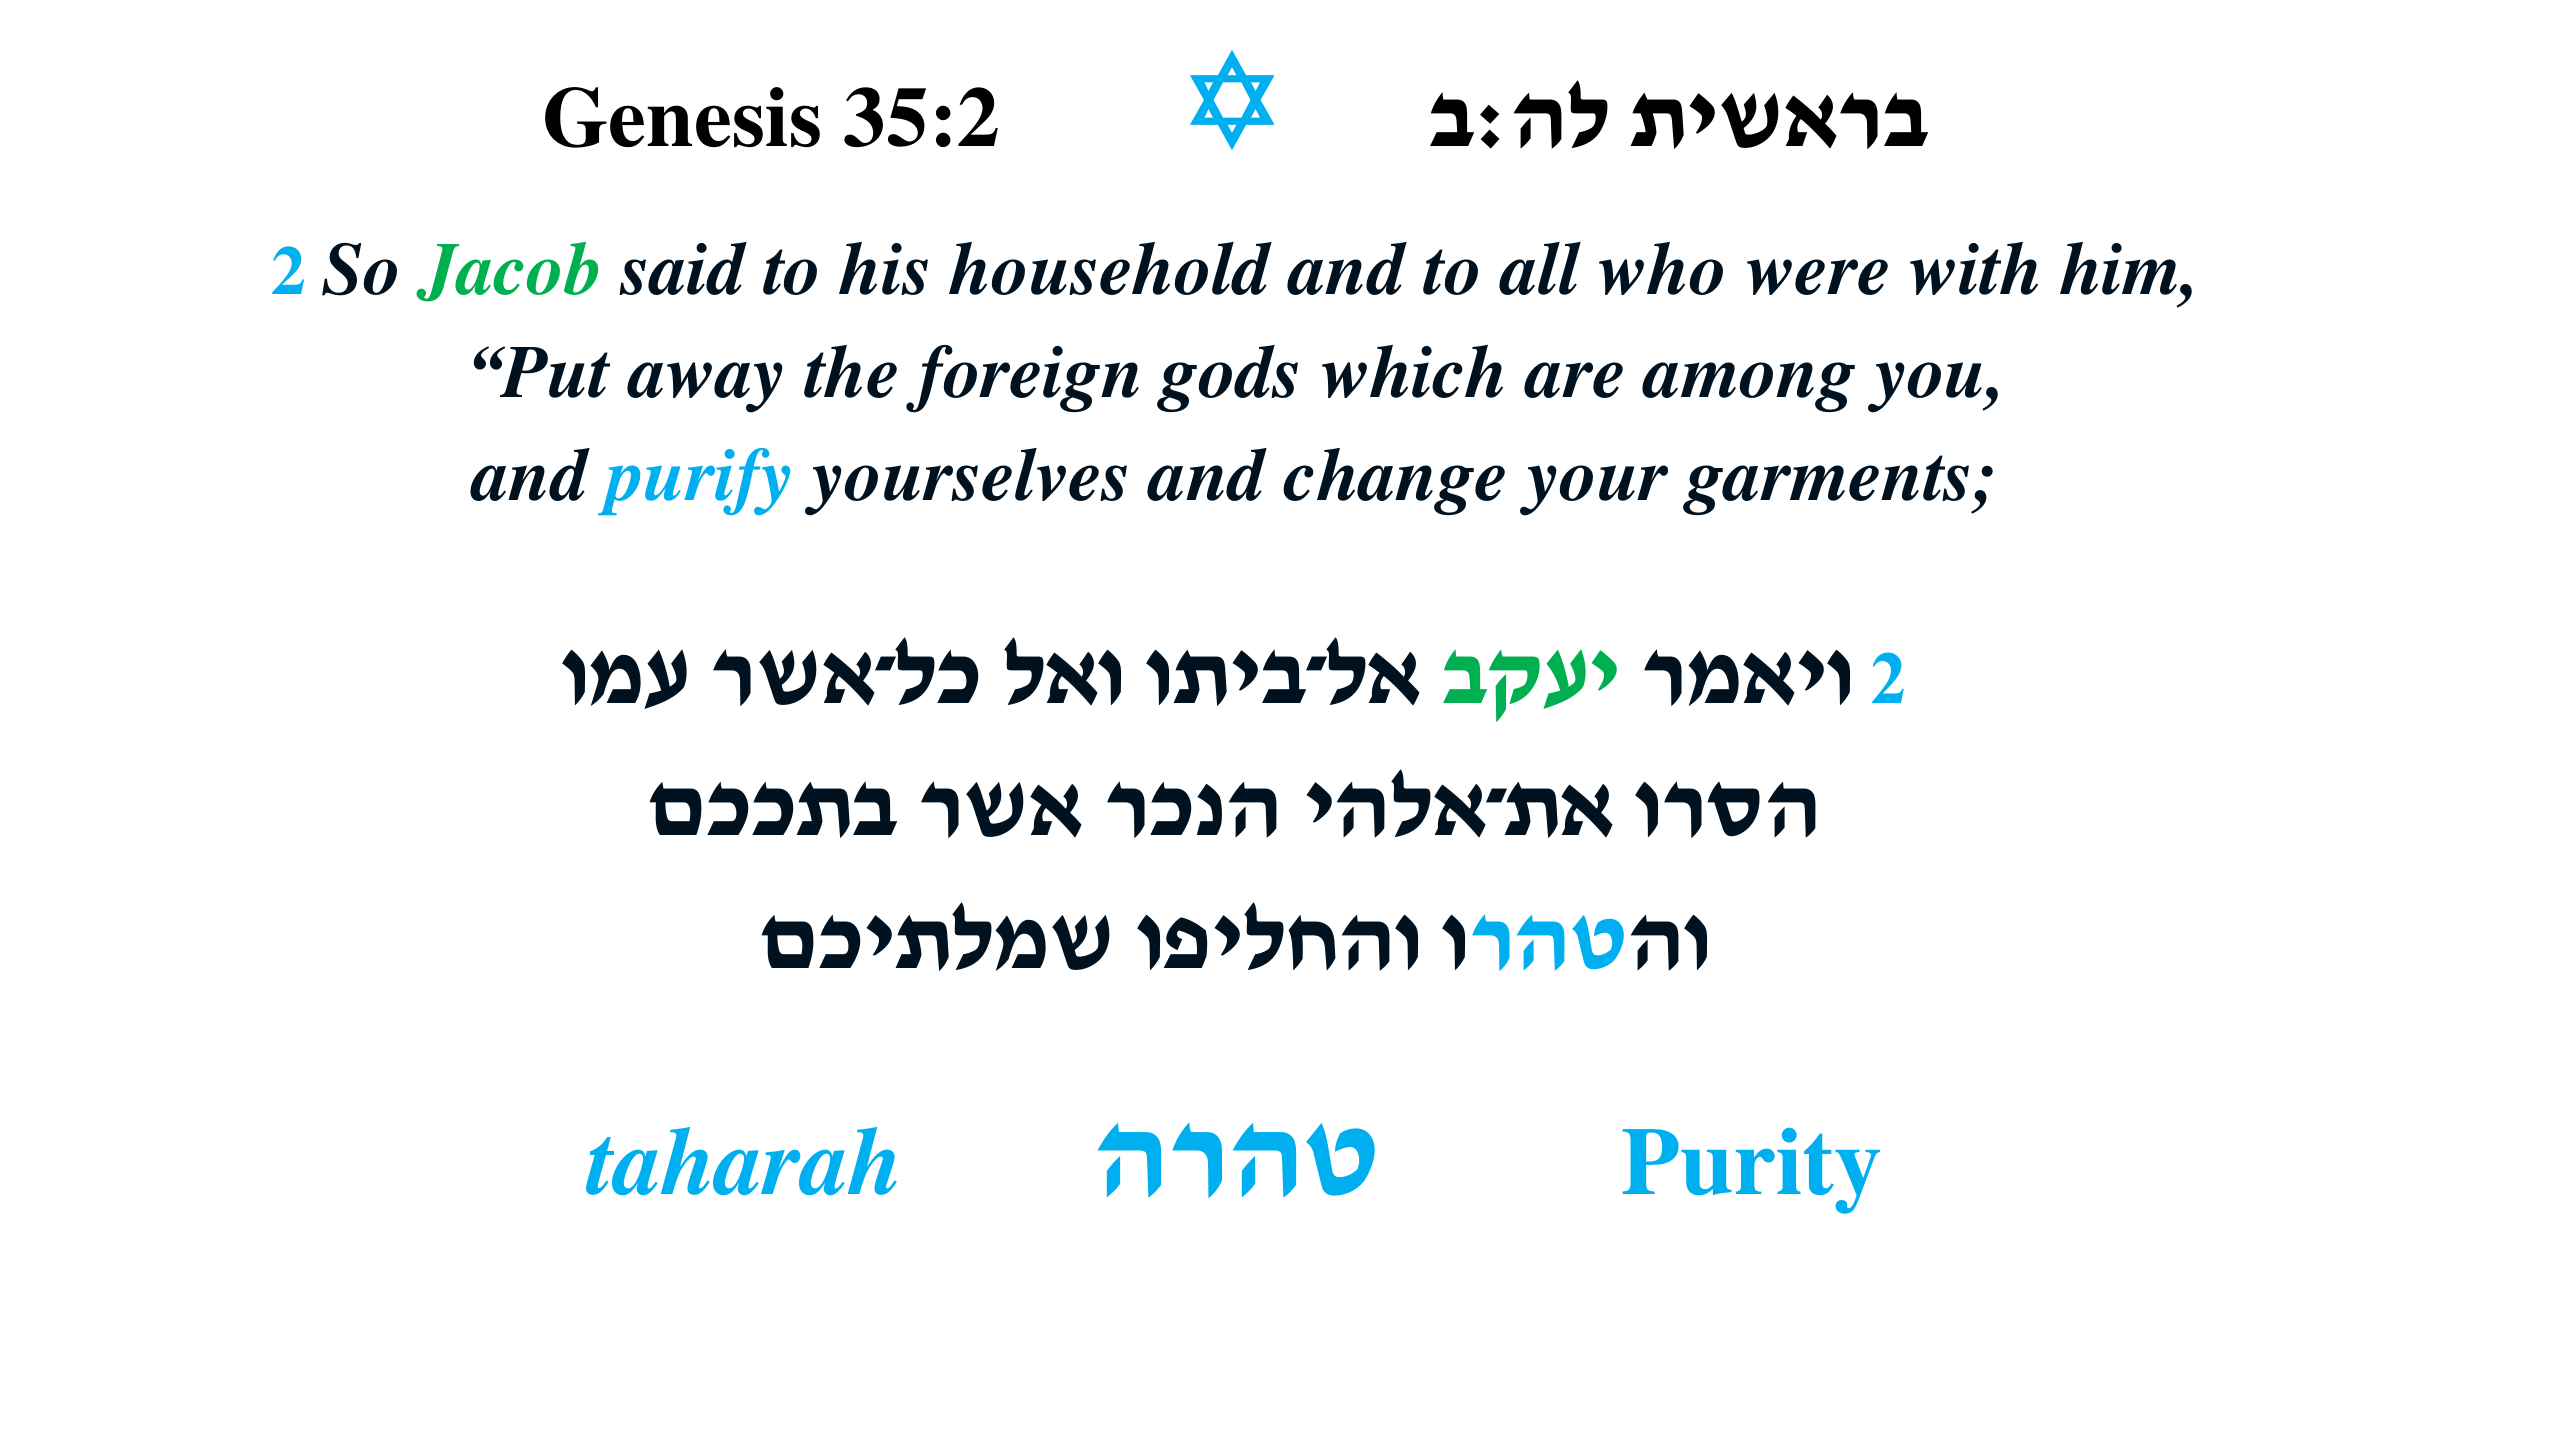 Genesis 35:2 ✡ בראשית לה:ב
2 So Jacob said to his household and to all who were with him,
“Put away the foreign gods which are among you,
and purify yourselves and change your garments;
2 ויאמר יעקב אל־ביתו ואל כל־אשר עמו
הסרו את־אלהי הנכר אשר בתככם
והטהרו והחליפו שמלתיכם
taharah טהרה Purity